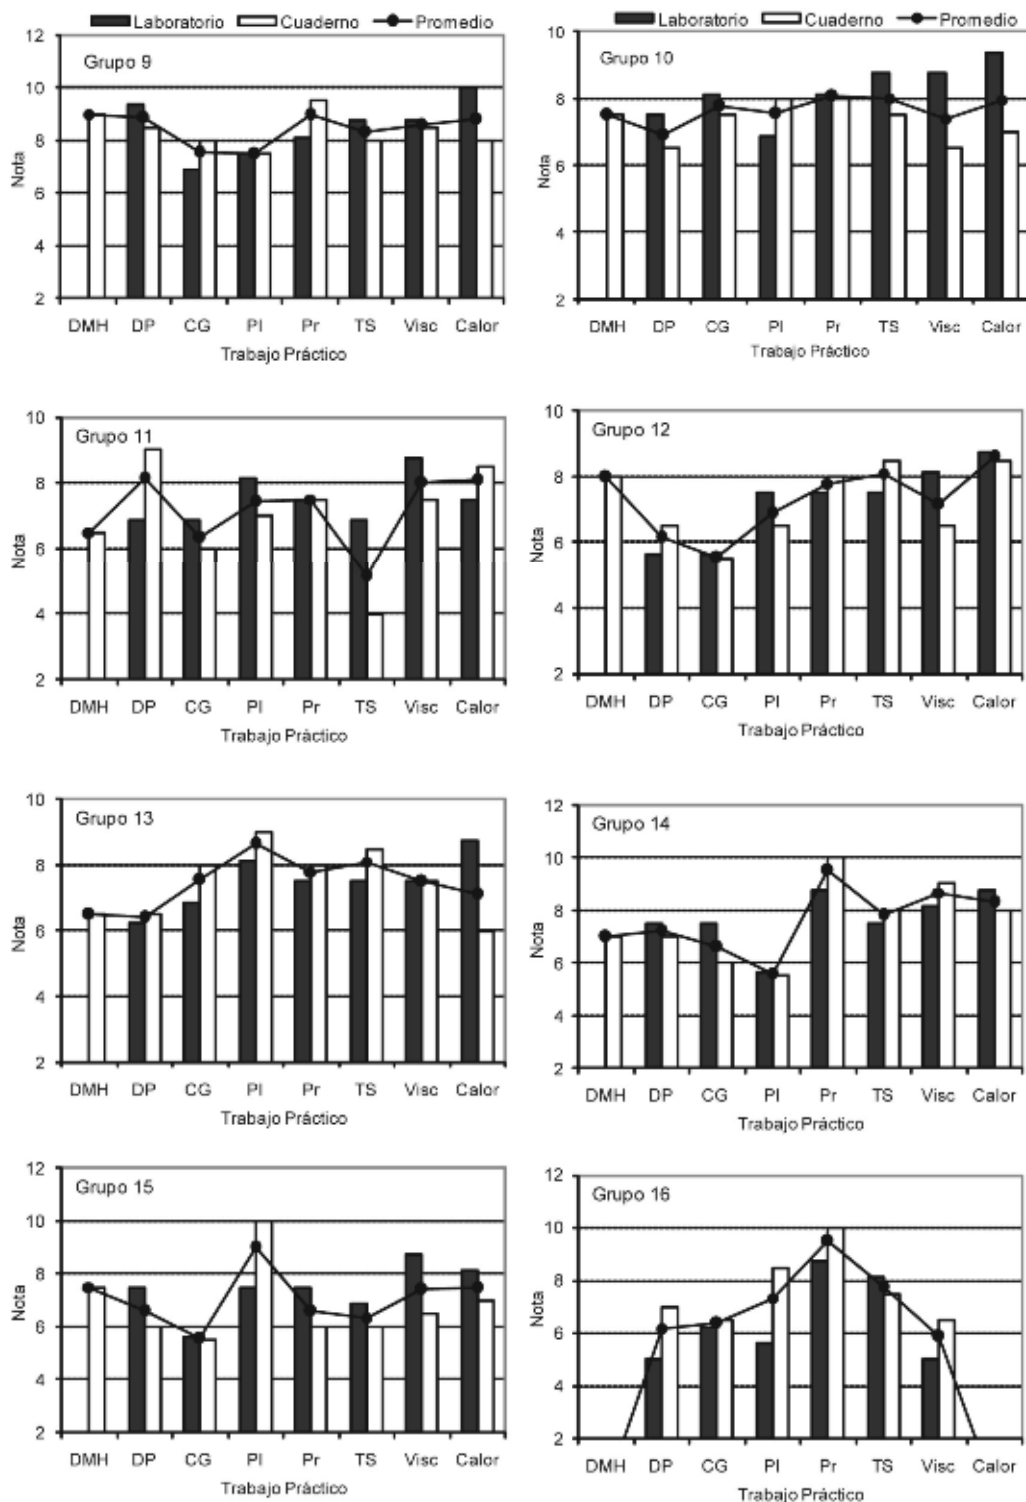 Laboratorio Cuaderno Promedio
12
10
8
6
4
2
Nota
Grupo 9
DMH DP CG PI Pr TS Visc Calor
Trabajo Práctico
Laboratorio Cuaderno Promedio
10
8
6
4
2
Nota
Grupo 10
DMH DP CG PI Pr TS Visc Calor
Trabajo Práctico
10
8
6
4
2
Nota
Grupo 11
DMH DP CG PI Pr TS Visc Calor
Trabajo Práctico
10
8
6
4
2
Nota
Grupo 12
DMH DP CG PI Pr TS Visc Calor
Trabajo Práctico
10
8
6
4
2
Nota
Grupo 13
DMH DP CG PI Pr TS Visc Calor
Trabajo Práctico
12
10
8
6
4
2
Nota
Grupo 14
DMH DP CG PI Pr TS Visc Calor
Trabajo Práctico
12
10
8
6
4
2
Nota
Grupo 15
DMH DP CG PI Pr TS Visc Calor
Trabajo Práctico
12
10
8
6
4
2
Nota
Grupo 16
DMH DP CG PI Pr TS Visc Calor
Trabajo Práctico